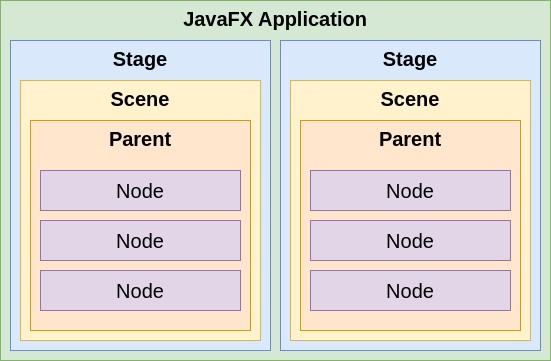 JavaFX Application
Stage
Scene
Parent
Node
Node
Node
Stage
Scene
Parent
Node
Node
Node